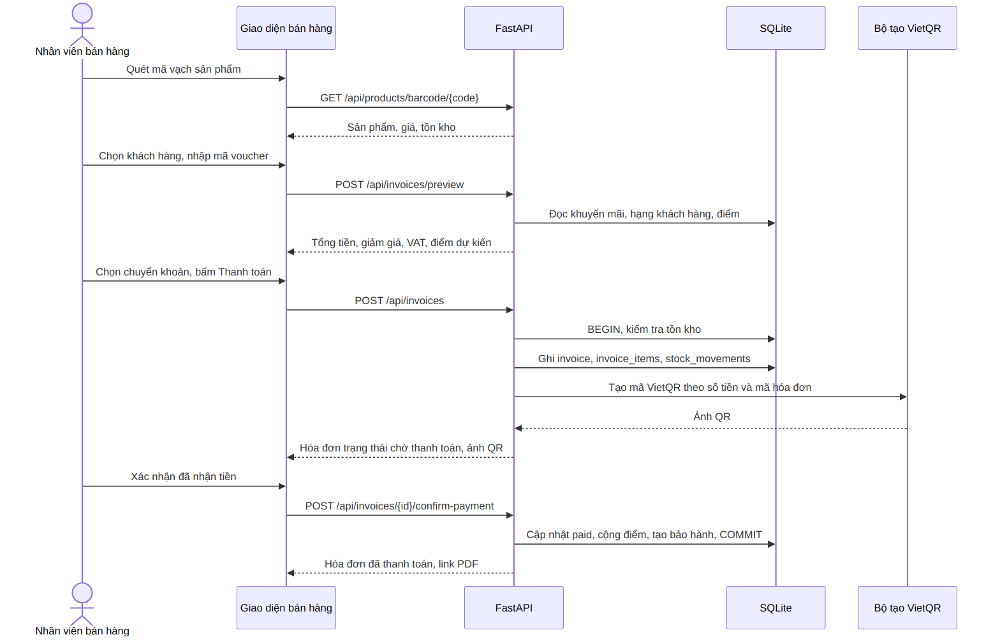 Nhân viên bán hàng
Giao diện bán hàng
FastAPI
SQLite
Bộ tạo VietQR
Quét mã vạch sản phẩm
GET /api/products/barcode/{code}
Sản phẩm, giá, tồn kho
Chọn khách hàng, nhập mã voucher
POST /api/invoices/preview
Đọc khuyến mãi, hạng khách hàng, điểm
Tổng tiền, giảm giá, VAT, điểm dự kiến
Chọn chuyển khoản, bấm Thanh toán
POST /api/invoices
BEGIN, kiểm tra tồn kho
Ghi invoice, invoice_items, stock_movements
Tạo mã VietQR theo số tiền và mã hóa đơn
Ảnh QR
Hóa đơn trạng thái chờ thanh toán, ảnh QR
Xác nhận đã nhận tiền
POST /api/invoices/{id}/confirm-payment
Cập nhật paid, cộng điểm, tạo bảo hành, COMMIT
Hóa đơn đã thanh toán, link PDF
Nhân viên bán hàng
Giao diện bán hàng
FastAPI
SQLite
Bộ tạo VietQR